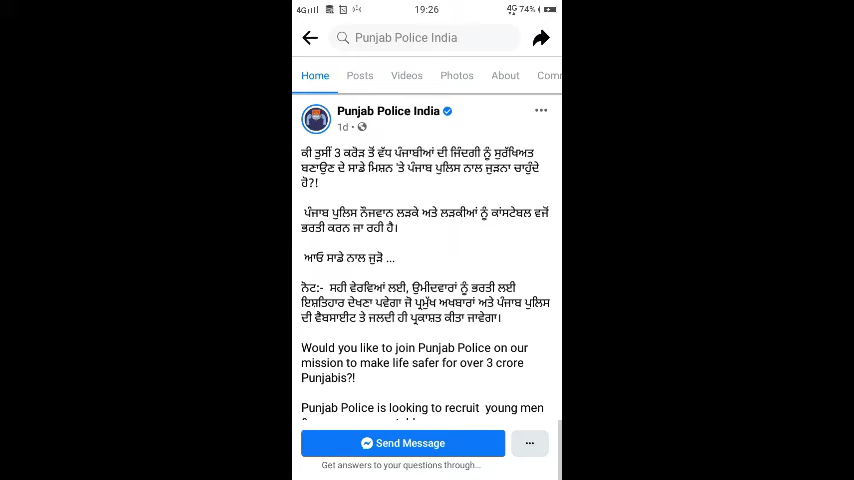 4G 19:26 4G 74%
Punjab Police India
Home Posts Videos Photos About Com
Punjab Police India
1d
ਕੀ ਤੁਸੀਂ 3 ਕਰੋੜ ਤੋਂ ਵੱਧ ਪੰਜਾਬੀਆਂ ਦੀ ਜਿੰਦਗੀ ਨੂੰ ਸੁਰੱਖਿਅਤ
ਬਣਾਉਣ ਦੇ ਸਾਡੇ ਮਿਸ਼ਨ 'ਤੇ ਪੰਜਾਬ ਪੁਲਿਸ ਨਾਲ ਜੁੜਨਾ ਚਾਹੁੰਦੇ
ਹੋ?!
ਪੰਜਾਬ ਪੁਲਿਸ ਨੌਜਵਾਨ ਲੜਕੇ ਅਤੇ ਲੜਕੀਆਂ ਨੂੰ ਕਾਂਸਟੇਬਲ ਵਜੋਂ
ਭਰਤੀ ਕਰਨ ਜਾ ਰਹੀ ਹੈ।
ਆਓ ਸਾਡੇ ਨਾਲ ਜੁੜੋ ...
ਨੋਟ:- ਸਹੀ ਵੇਰਵਿਆਂ ਲਈ, ਉਮੀਦਵਾਰਾਂ ਨੂੰ ਭਰਤੀ ਲਈ
ਇਸ਼ਤਿਹਾਰ ਦੇਖਣਾ ਪਵੇਗਾ ਜੋ ਪ੍ਰਮੁੱਖ ਅਖਬਾਰਾਂ ਅਤੇ ਪੰਜਾਬ ਪੁਲਿਸ
ਦੀ ਵੈਬਸਾਈਟ ਤੇ ਜਲਦੀ ਹੀ ਪ੍ਰਕਾਸ਼ਤ ਕੀਤਾ ਜਾਵੇਗਾ।
Would you like to join Punjab Police on our
mission to make life safer for over 3 crore
Punjabis?!
Punjab Police is looking to recruit young men
Send Message
Get answers to your questions through...